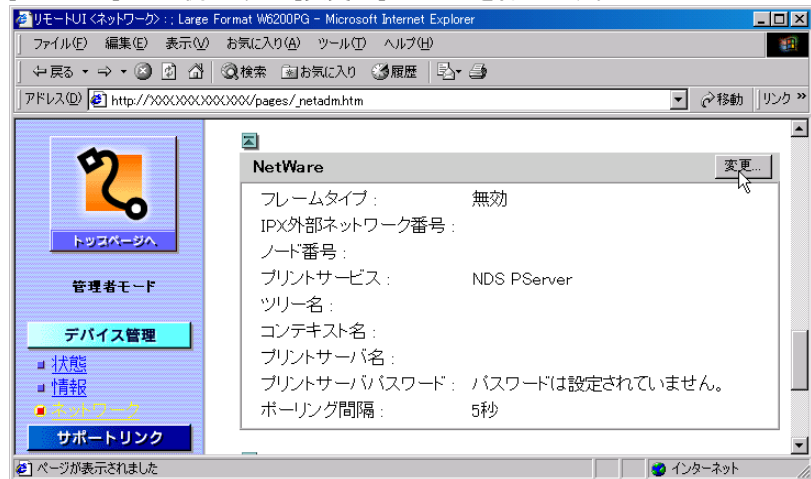 リモートUI <ネットワーク> : ; Large Format W6200PG - Microsoft Internet Explorer
ファイル(F) 編集(E) 表示(V) お気に入り(A) ツール(T) ヘルプ(H)
戻る 検索 お気に入り 履歴
アドレス(D) http://XXX.XXX.XXX.XXX/pages/_netadm.htm 移動 リンク »
トップページへ
管理者モード
デバイス管理
状態
情報
ネットワーク
サポートリンク
NetWare 変更...
フレームタイプ : 無効
IPX外部ネットワーク番号 :
ノード番号 :
プリントサービス : NDS PServer
ツリー名 :
コンテキスト名 :
プリントサーバ名 :
プリントサーバパスワード : パスワードは設定されていません。
ポーリング間隔 : 5秒
ページが表示されました インターネット